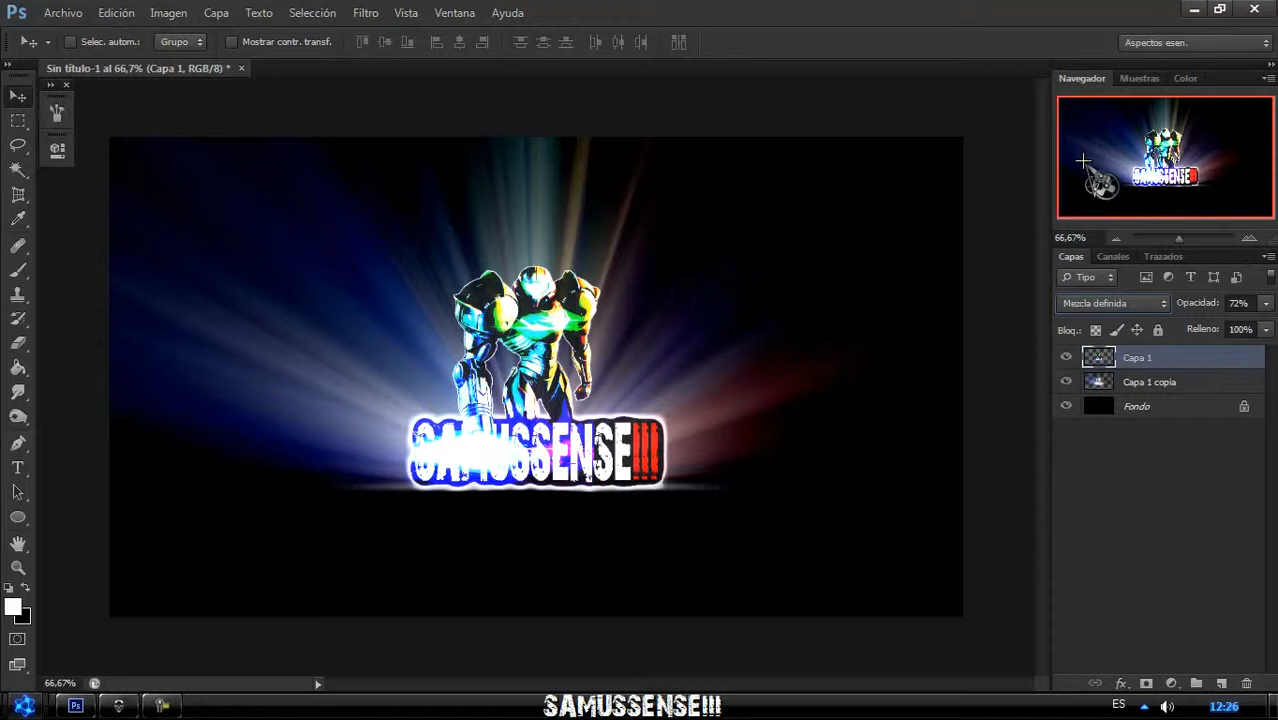 Ps Archivo Edición Imagen Capa Texto Selección Filtro Vista Ventana Ayuda
Selec. autom.: Grupo Mostrar contr. transf. Aspectos esen.
Sin título-1 al 66,7% (Capa 1, RGB/8) * ×
Navegador Muestras Color
66,67%
Capas Canales Trazados
Tipo
Mezcla definida Opacidad: 72%
Bloq.: Relleno: 100%
Capa 1
Capa 1 copia
Fondo
SAMUSSENSE!!!
66,67%
Ps SAMUSSENSE!!! ES 12:26